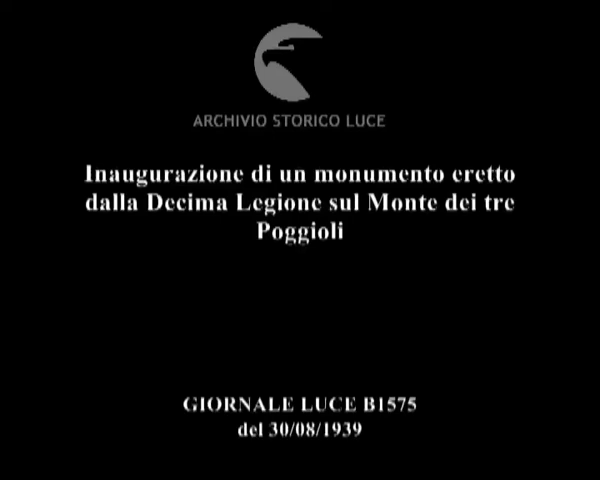 ARCHIVIO STORICO LUCE
Inaugurazione di un monumento eretto
dalla Decima Legione sul Monte dei tre
Poggioli
GIORNALE LUCE B1575
del 30/08/1939